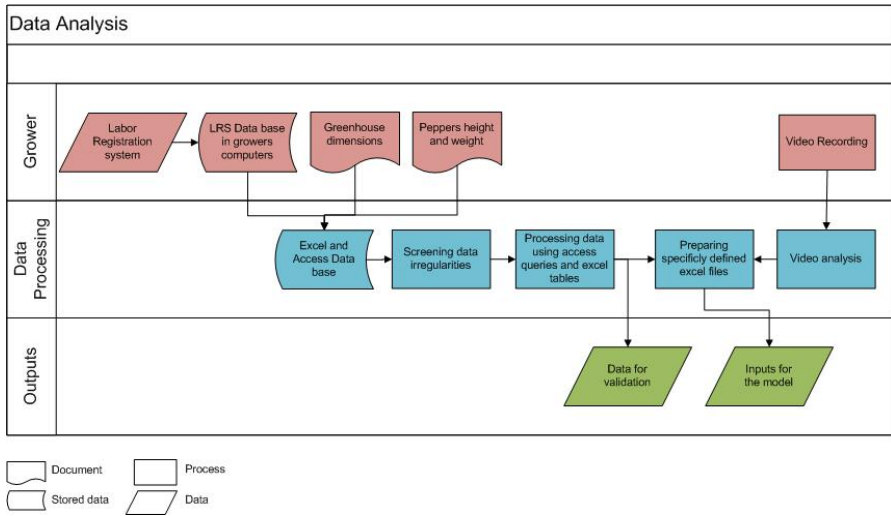 Data Analysis
Grower
Labor
Registration
system
LRS Data base
in growers
computers
Greenhouse
dimensions
Peppers height
and weight
Video Recording
Data
Processing
Excel and
Access Data
base
Screening data
irregularities
Processing data
using access
queries and excel
tables
Preparing
specificly defined
excel files
Video analysis
Outputs
Data for
validation
Inputs for
the model
Document
Process
Stored data
Data